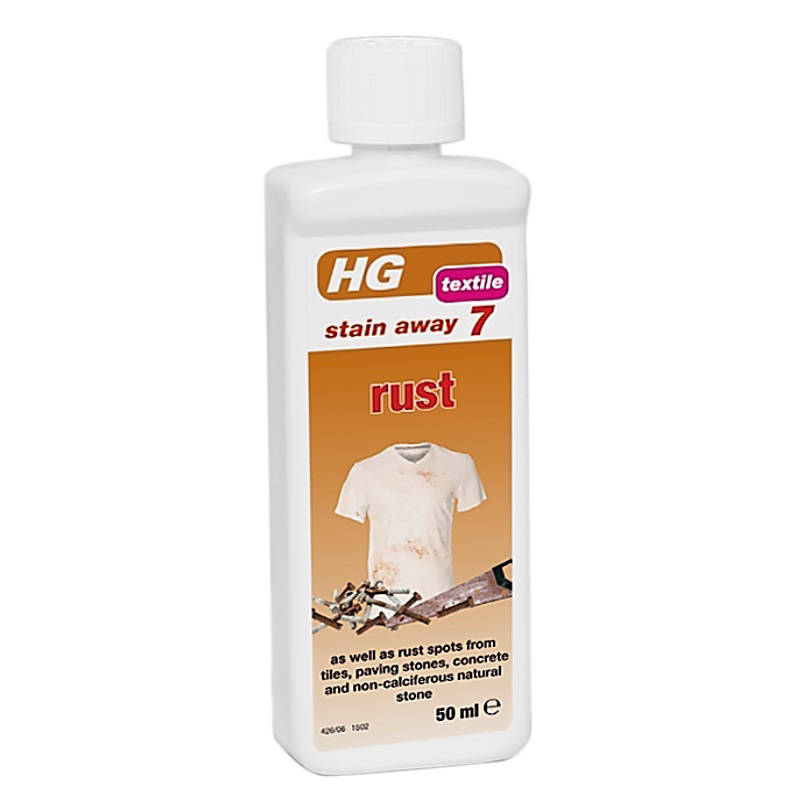 HG
textile
stain away 7
rust
as well as rust spots from
tiles, paving stones, concrete
and non-calciferous natural
stone
50 ml ℮
426/06 1502